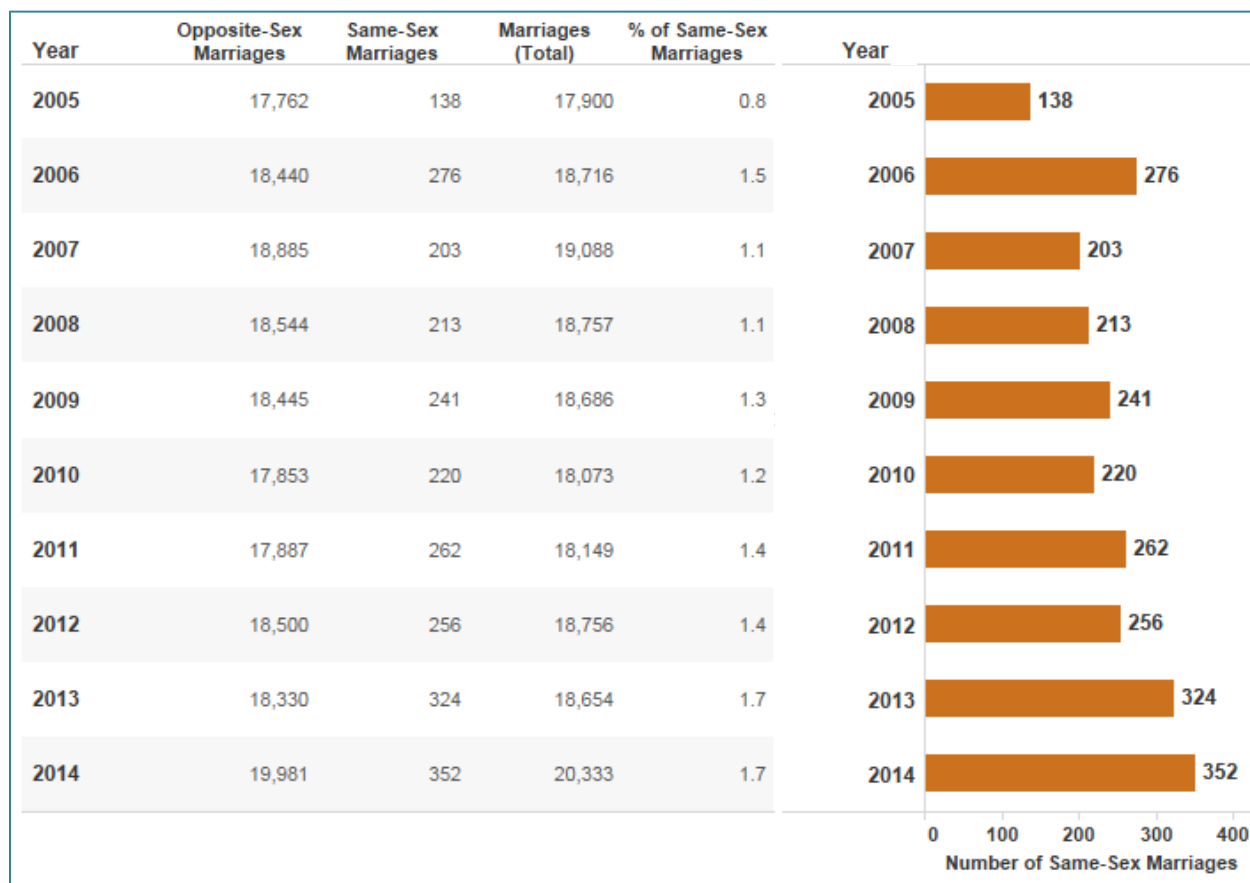 Year Opposite-Sex Marriages Same-Sex Marriages Marriages (Total) % of Same-Sex Marriages
2005 17,762 138 17,900 0.8
2006 18,440 276 18,716 1.5
2007 18,885 203 19,088 1.1
2008 18,544 213 18,757 1.1
2009 18,445 241 18,686 1.3
2010 17,853 220 18,073 1.2
2011 17,887 262 18,149 1.4
2012 18,500 256 18,756 1.4
2013 18,330 324 18,654 1.7
2014 19,981 352 20,333 1.7
Year
2005 138
2006 276
2007 203
2008 213
2009 241
2010 220
2011 262
2012 256
2013 324
2014 352
0 100 200 300 400
Number of Same-Sex Marriages